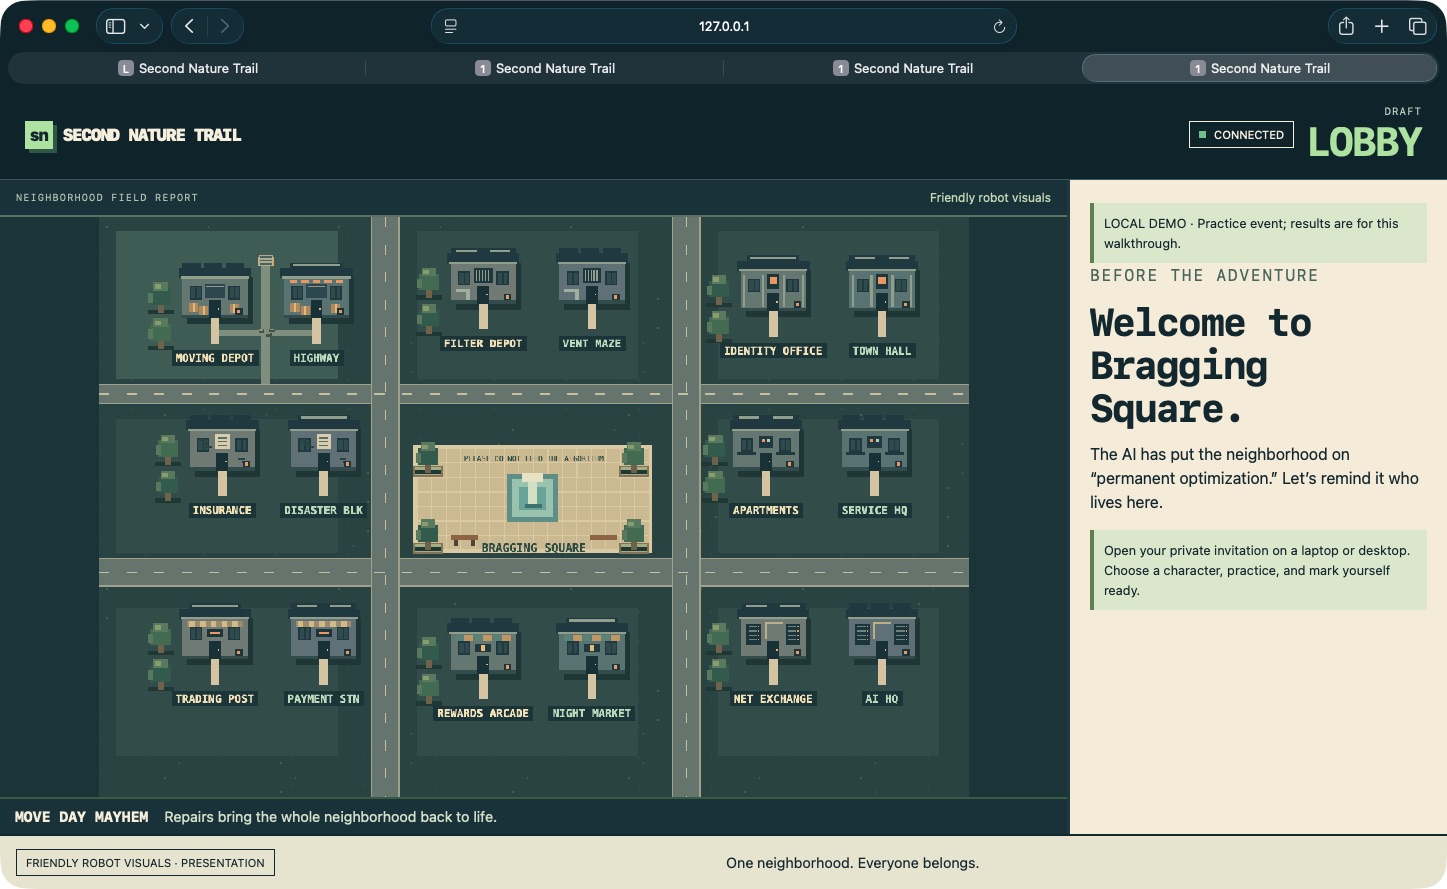 127.0.0.1
L Second Nature Trail
1 Second Nature Trail
1 Second Nature Trail
1 Second Nature Trail
sn SECOND NATURE TRAIL
CONNECTED
DRAFT
LOBBY
NEIGHBORHOOD FIELD REPORT
Friendly robot visuals
MOVING DEPOT
HIGHWAY
FILTER DEPOT
VENT MAZE
IDENTITY OFFICE
TOWN HALL
INSURANCE
DISASTER BLK
PLEASE DO NOT FEED THE ALGORITHM
BRAGGING SQUARE
APARTMENTS
SERVICE HQ
TRADING POST
PAYMENT STN
REWARDS ARCADE
NIGHT MARKET
NET EXCHANGE
AI HQ
MOVE DAY MAYHEM
Repairs bring the whole neighborhood back to life.
LOCAL DEMO · Practice event; results are for this
walkthrough.
BEFORE THE ADVENTURE
Welcome to
Bragging
Square.
The AI has put the neighborhood on
“permanent optimization.” Let’s remind it who
lives here.
Open your private invitation on a laptop or desktop.
Choose a character, practice, and mark yourself
ready.
FRIENDLY ROBOT VISUALS · PRESENTATION
One neighborhood. Everyone belongs.